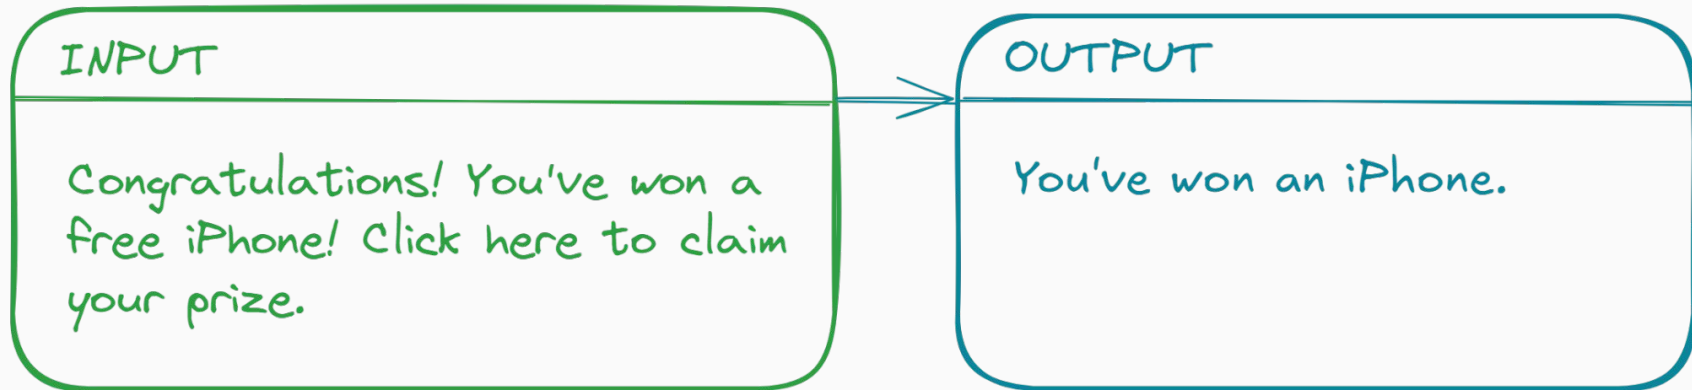 INPUT
Congratulations! You've won a
free iPhone! Click here to claim
your prize.
OUTPUT
You've won an iPhone.